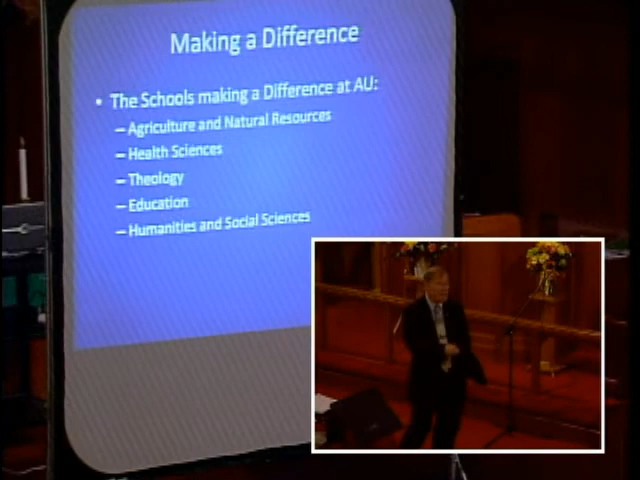 Making a Difference
• The Schools making a Difference at AU:
– Agriculture and Natural Resources
– Health Sciences
– Theology
– Education
– Humanities and Social Sciences